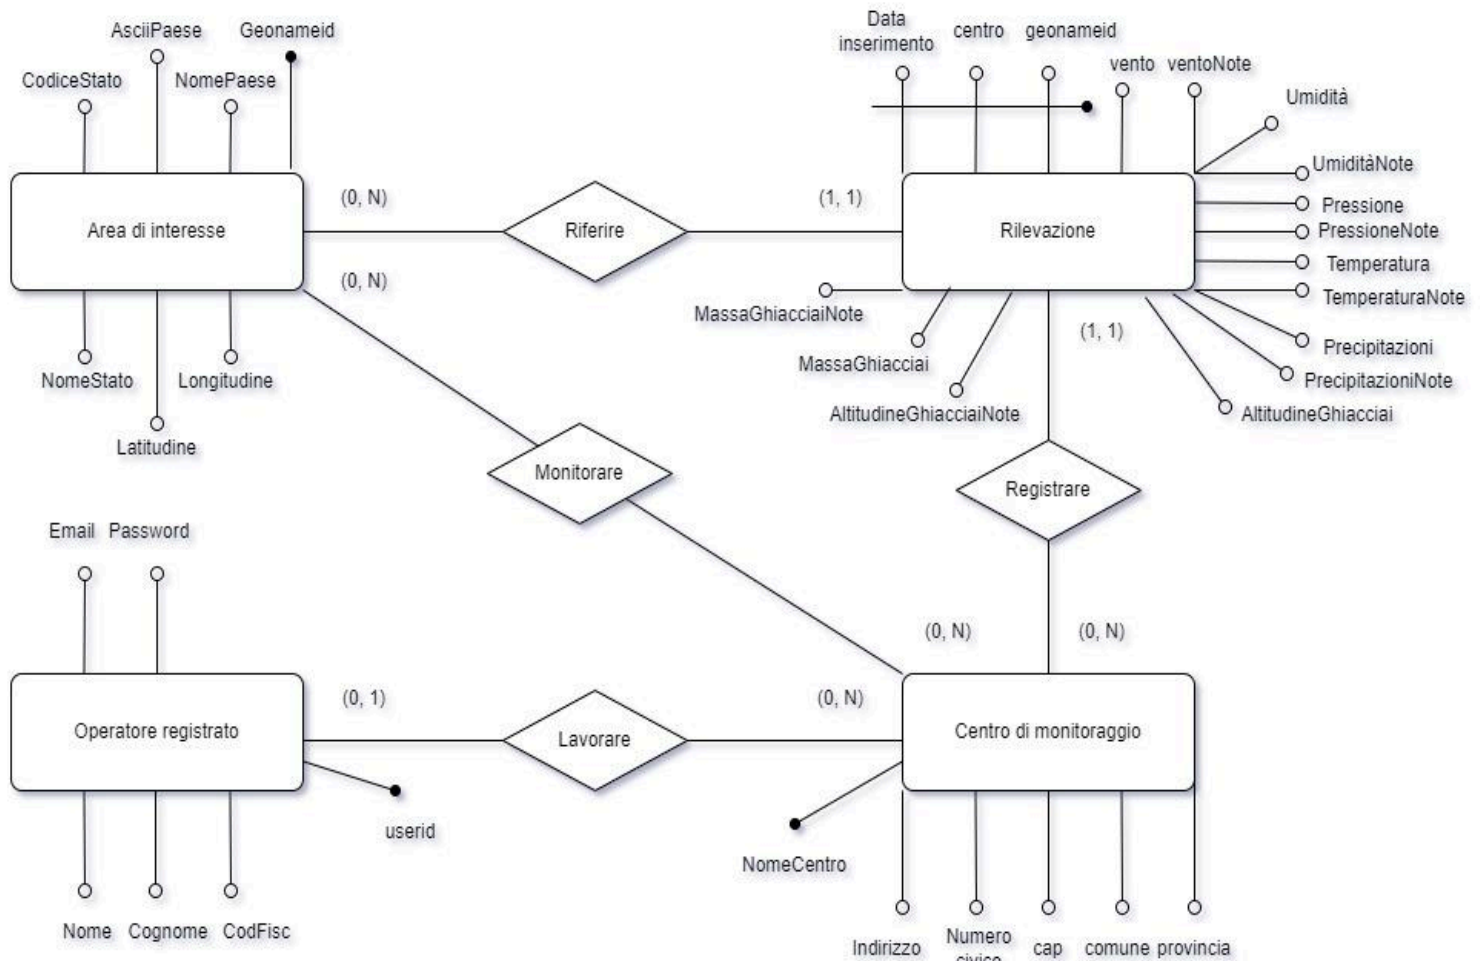 AsciiPaese
Geonameid
CodiceStato
NomePaese
Data
inserimento
centro
geonameid
vento
ventoNote
Umidità
UmiditàNote
Area di interesse
(0, N)
Riferire
(1, 1)
Rilevazione
Pressione
PressioneNote
Temperatura
TemperaturaNote
(0, N)
MassaGhiacciaiNote
(1, 1)
Precipitazioni
MassaGhiacciai
PrecipitazioniNote
NomeStato
Longitudine
AltitudineGhiacciaiNote
AltitudineGhiacciai
Latitudine
Monitorare
Registrare
Email
Password
(0, N)
(0, N)
Operatore registrato
(0, 1)
Lavorare
(0, N)
Centro di monitoraggio
userid
NomeCentro
Nome
Cognome
CodFisc
Indirizzo
Numero
civico
cap
comune
provincia